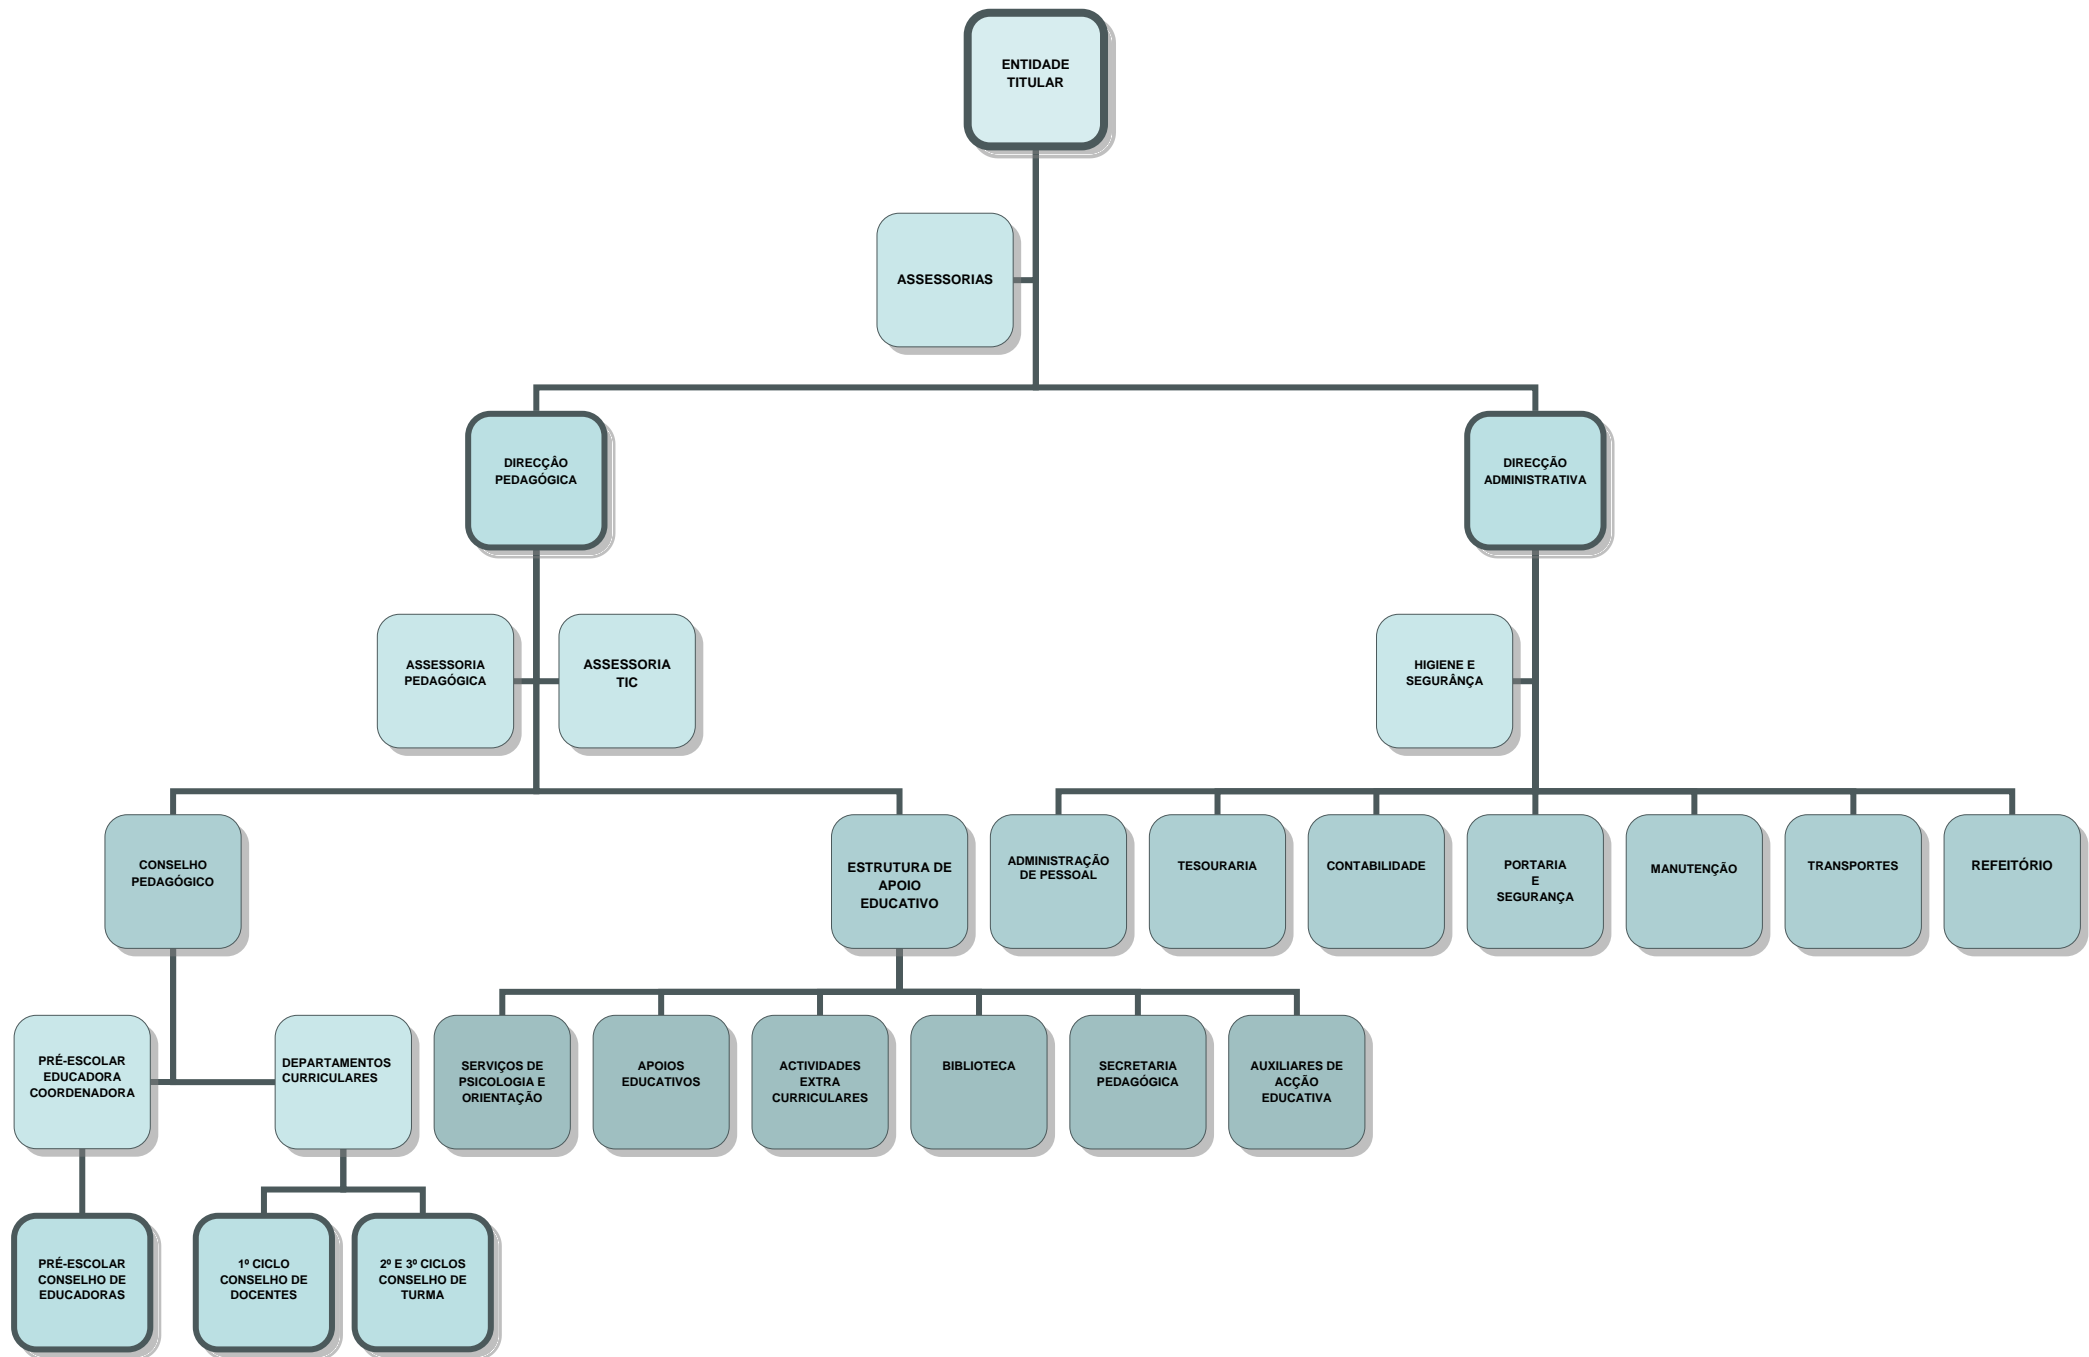 ENTIDADE
TITULAR
ASSESSORIAS
DIRECÇÂO
PEDAGÓGICA
DIRECÇÃO
ADMINISTRATIVA
ASSESSORIA
PEDAGÓGICA
ASSESSORIA
TIC
HIGIENE E
SEGURÂNÇA
CONSELHO
PEDAGÓGICO
ESTRUTURA DE
APOIO
EDUCATIVO
ADMINISTRAÇÃO
DE PESSOAL
TESOURARIA
CONTABILIDADE
PORTARIA
E
SEGURANÇA
MANUTENÇÃO
TRANSPORTES
REFEITÓRIO
PRÉ-ESCOLAR
EDUCADORA
COORDENADORA
DEPARTAMENTOS
CURRICULARES
SERVIÇOS DE
PSICOLOGIA E
ORIENTAÇÃO
APOIOS
EDUCATIVOS
ACTIVIDADES
EXTRA
CURRICULARES
BIBLIOTECA
SECRETARIA
PEDAGÓGICA
AUXILIARES DE
ACÇÃO
EDUCATIVA
PRÉ-ESCOLAR
CONSELHO DE
EDUCADORAS
1º CICLO
CONSELHO DE
DOCENTES
2º E 3º CICLOS
CONSELHO DE
TURMA